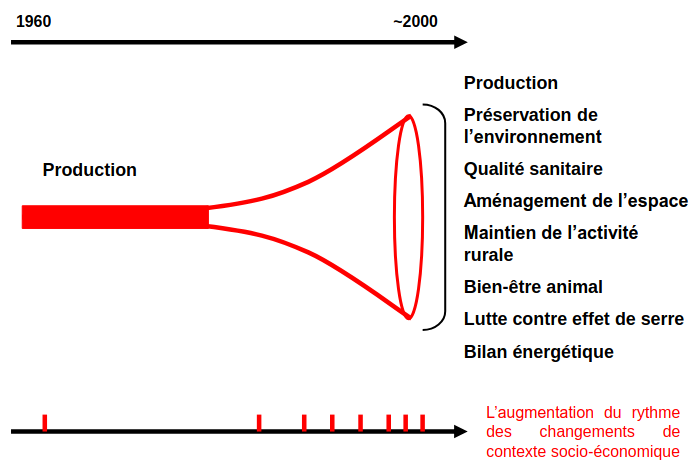 1960
~2000
Production
Production
Préservation de
l’environnement
Qualité sanitaire
Aménagement de l’espace
Maintien de l’activité
rurale
Bien-être animal
Lutte contre effet de serre
Bilan énergétique
L’augmentation du rythme
des changements de
contexte socio-économique